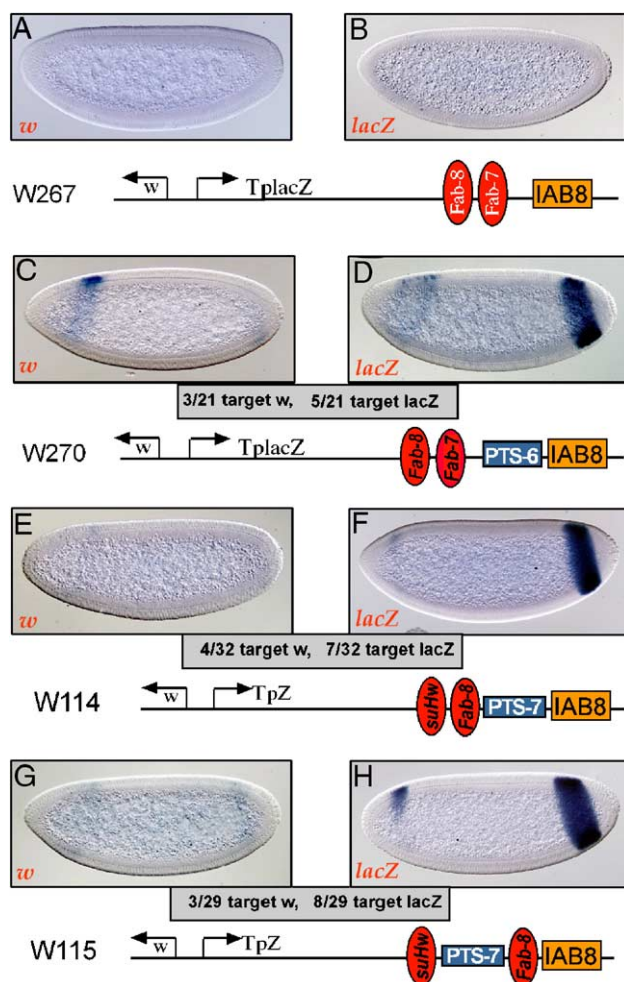 A
w
B
lacZ
W267
w
TplacZ
Fab-8
Fab-7
IAB8
C
w
D
lacZ
3/21 target w, 5/21 target lacZ
W270
w
TplacZ
Fab-8
Fab-7
PTS-6
IAB8
E
w
F
lacZ
4/32 target w, 7/32 target lacZ
W114
w
TpZ
suHw
Fab-8
PTS-7
IAB8
G
w
H
lacZ
3/29 target w, 8/29 target lacZ
W115
w
TpZ
suHw
PTS-7
Fab-8
IAB8